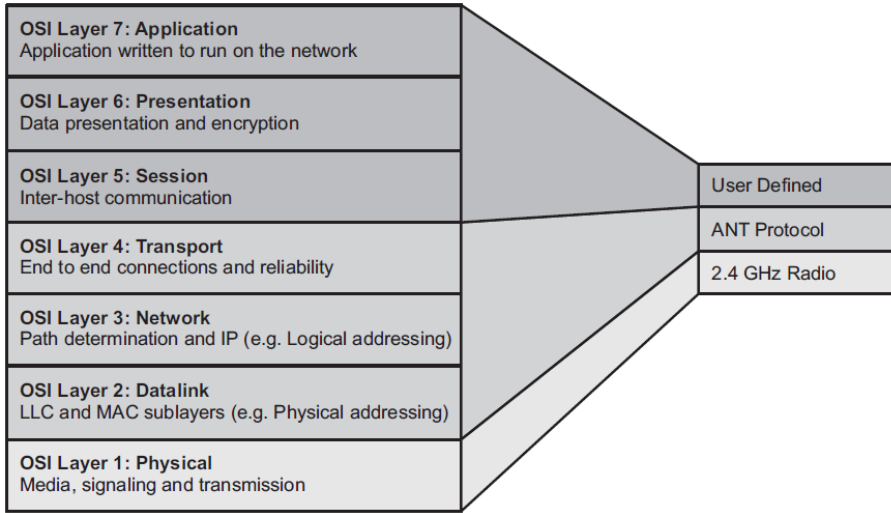 OSI Layer 7: Application
Application written to run on the network
OSI Layer 6: Presentation
Data presentation and encryption
OSI Layer 5: Session
Inter-host communication
OSI Layer 4: Transport
End to end connections and reliability
OSI Layer 3: Network
Path determination and IP (e.g. Logical addressing)
OSI Layer 2: Datalink
LLC and MAC sublayers (e.g. Physical addressing)
OSI Layer 1: Physical
Media, signaling and transmission
User Defined
ANT Protocol
2.4 GHz Radio